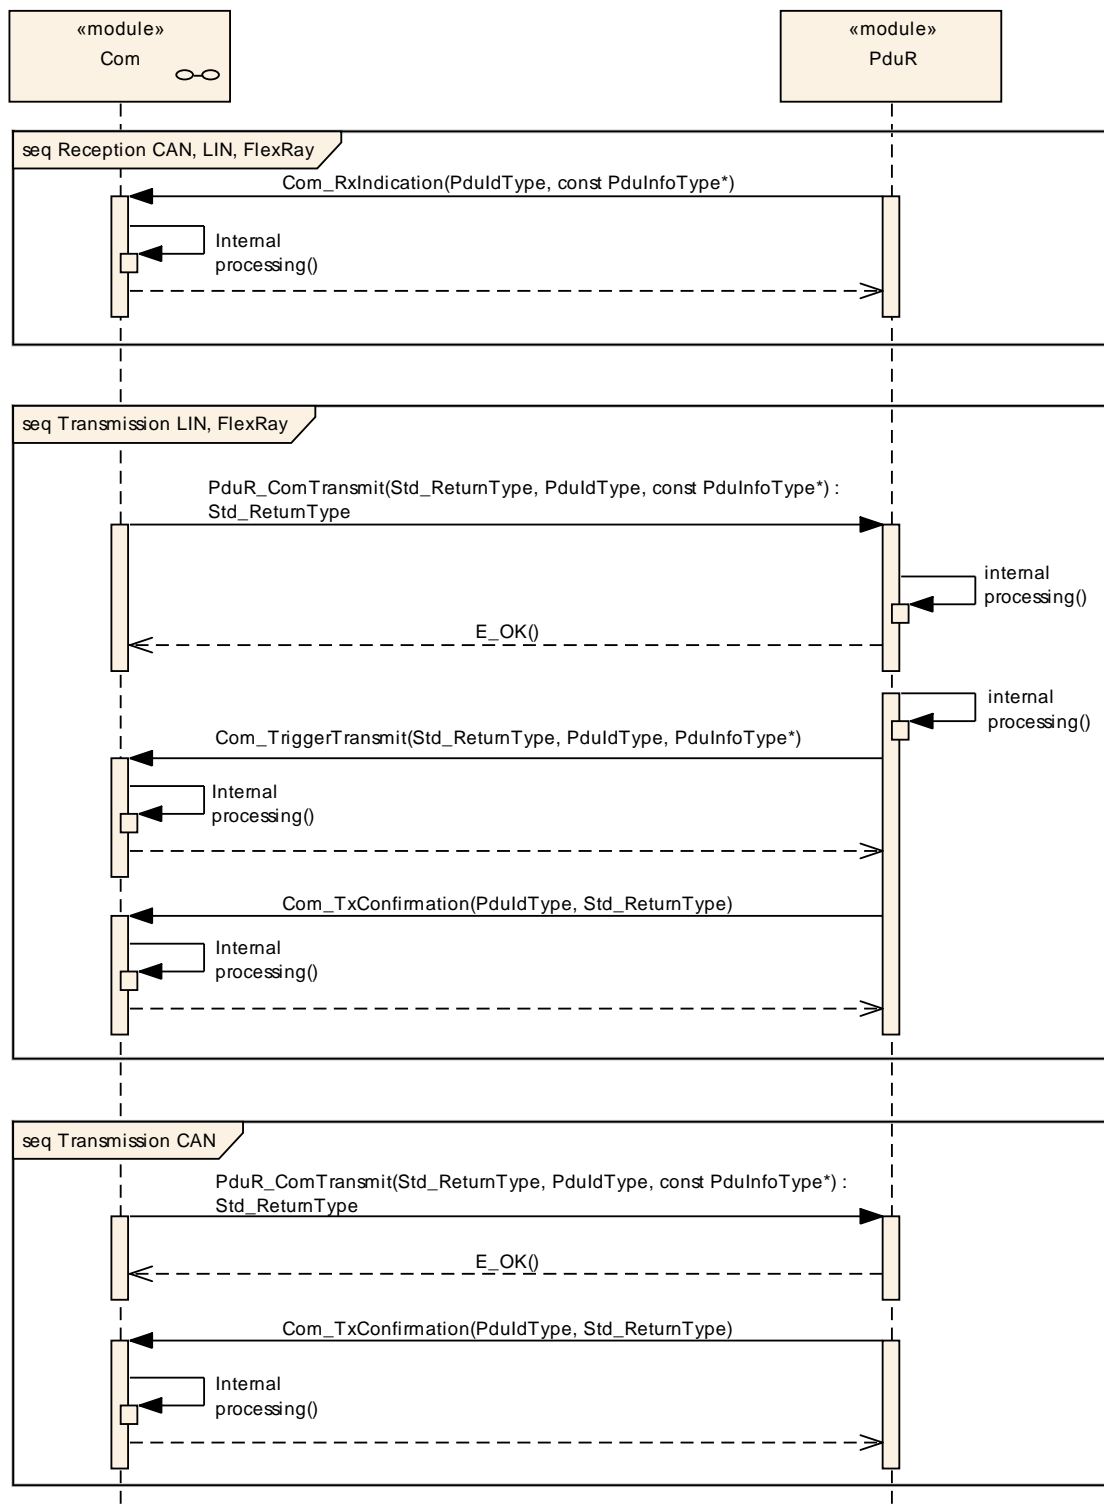 «module»
Com
«module»
PduR
seq Reception CAN, LIN, FlexRay
Com_RxIndication(PduIdType, const PduInfoType*)
Internal
processing()
seq Transmission LIN, FlexRay
PduR_ComTransmit(Std_ReturnType, PduIdType, const PduInfoType*) :
Std_ReturnType
internal
processing()
E_OK()
internal
processing()
Com_TriggerTransmit(Std_ReturnType, PduIdType, PduInfoType*)
Internal
processing()
Com_TxConfirmation(PduIdType, Std_ReturnType)
Internal
processing()
seq Transmission CAN
PduR_ComTransmit(Std_ReturnType, PduIdType, const PduInfoType*) :
Std_ReturnType
E_OK()
Com_TxConfirmation(PduIdType, Std_ReturnType)
Internal
processing()